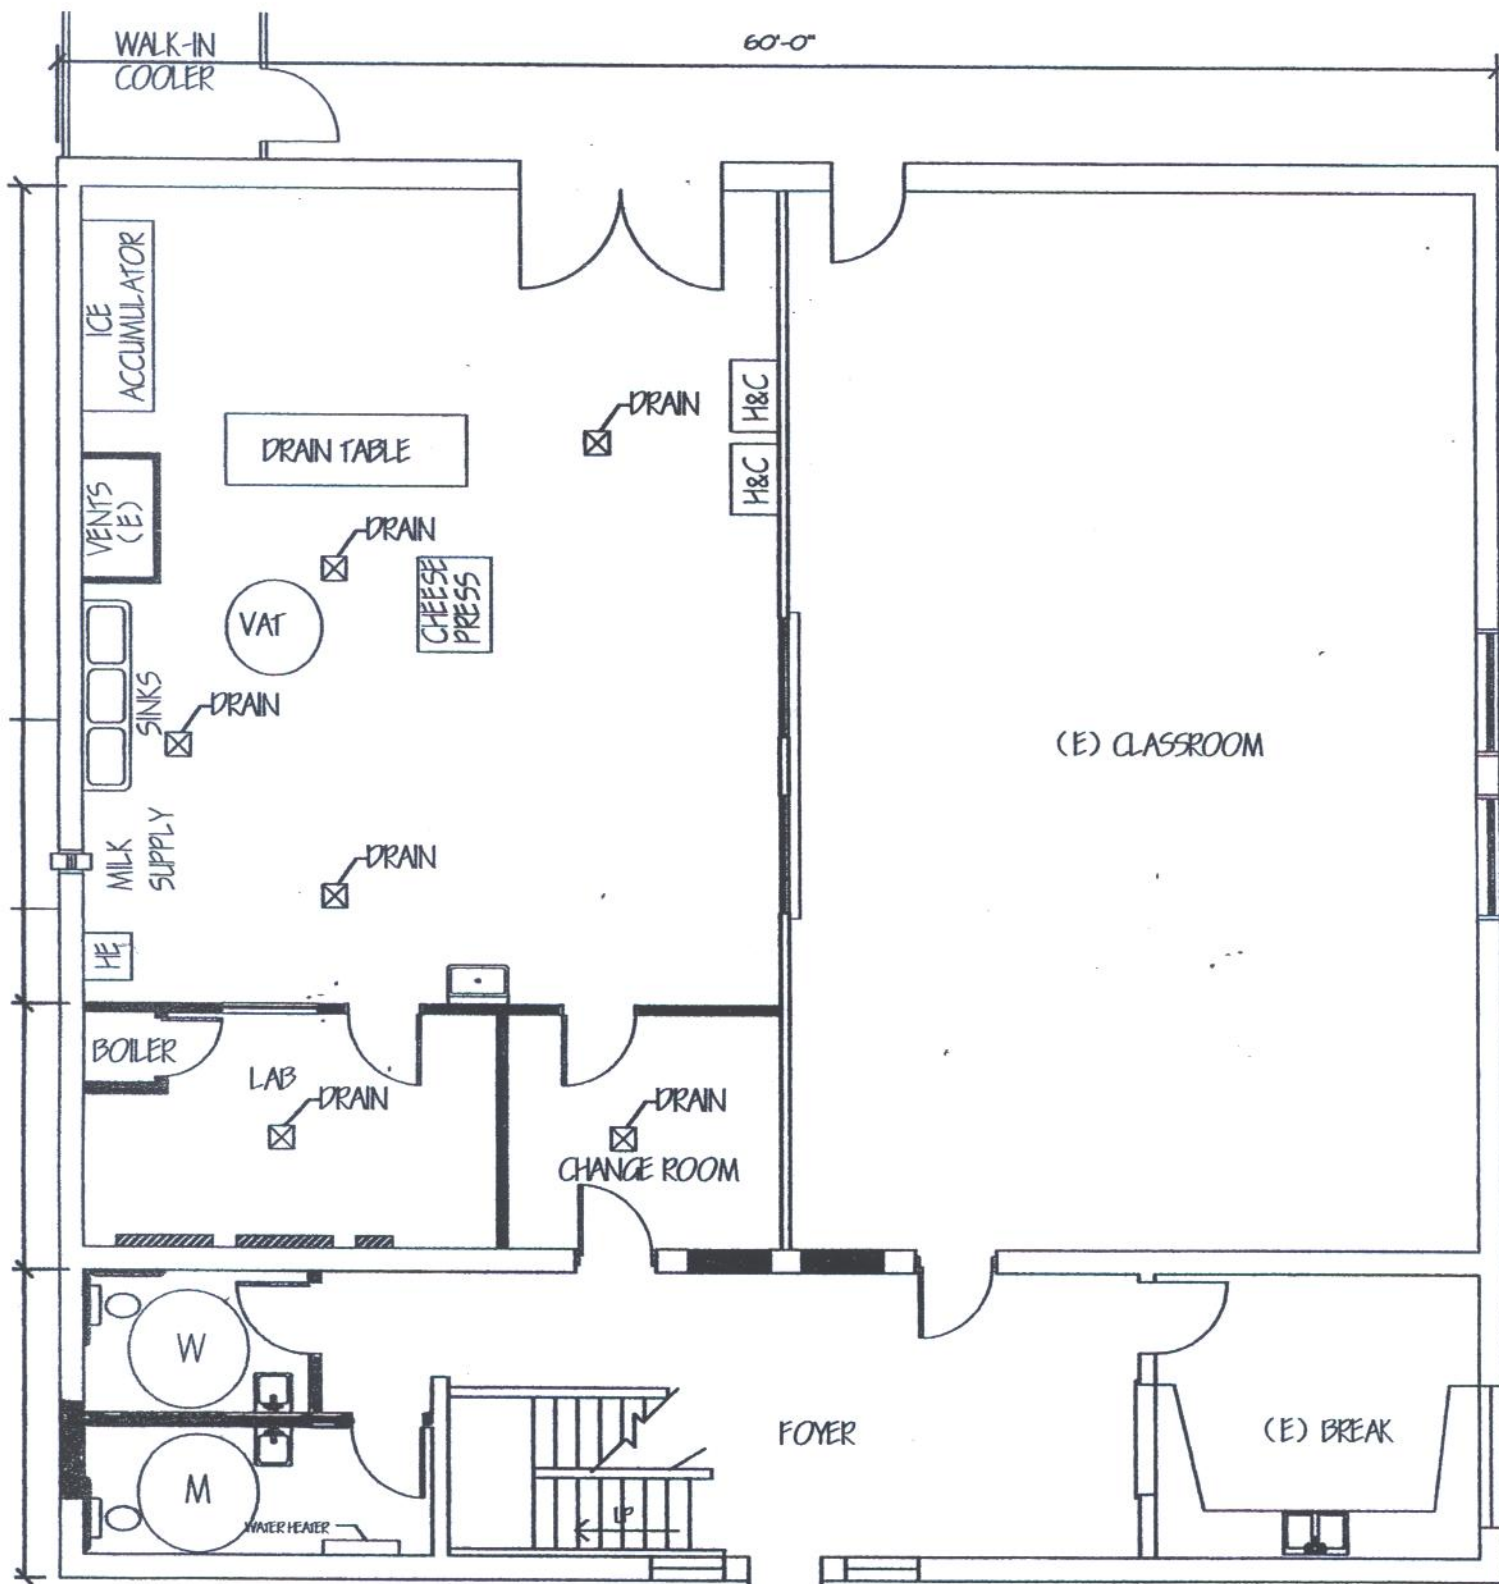 WALK-IN
COOLER
60'-0"
ICE
ACCUMULATOR
DRAIN
H&C
DRAIN TABLE
H&C
VENTS
(E)
DRAIN
CHEESE
PRESS
VAT
SINKS
DRAIN
(E) CLASSROOM
MILK
SUPPLY
DRAIN
HE
BOILER
LAB
DRAIN
DRAIN
CHANGE ROOM
W
FOYER
(E) BREAK
M
UP
WATER HEATER